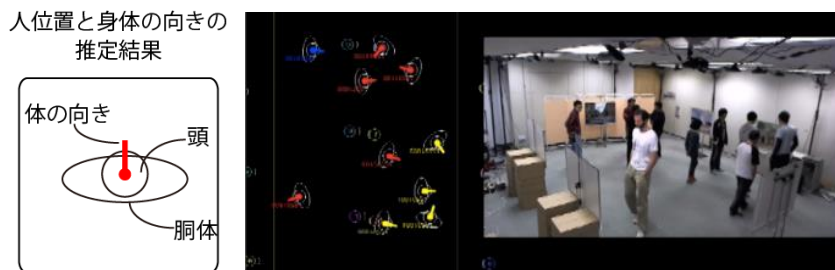 人位置と身体の向きの
推定結果
体の向き
頭
胴体